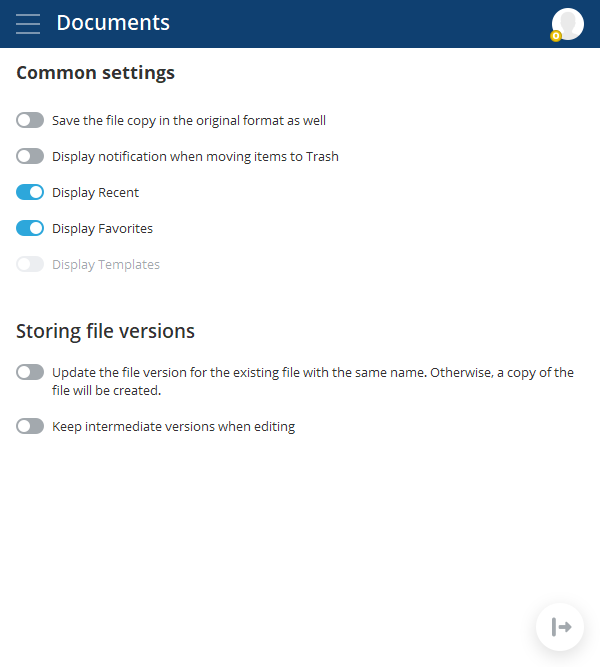 Documents
Common settings
Save the file copy in the original format as well
Display notification when moving items to Trash
Display Recent
Display Favorites
Display Templates
Storing file versions
Update the file version for the existing file with the same name. Otherwise, a copy of the
file will be created.
Keep intermediate versions when editing